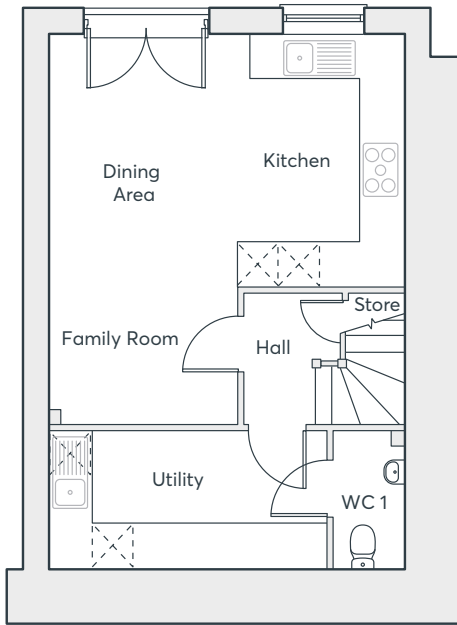 Kitchen
Dining
Area
Store
Family Room
Hall
Utility
WC 1